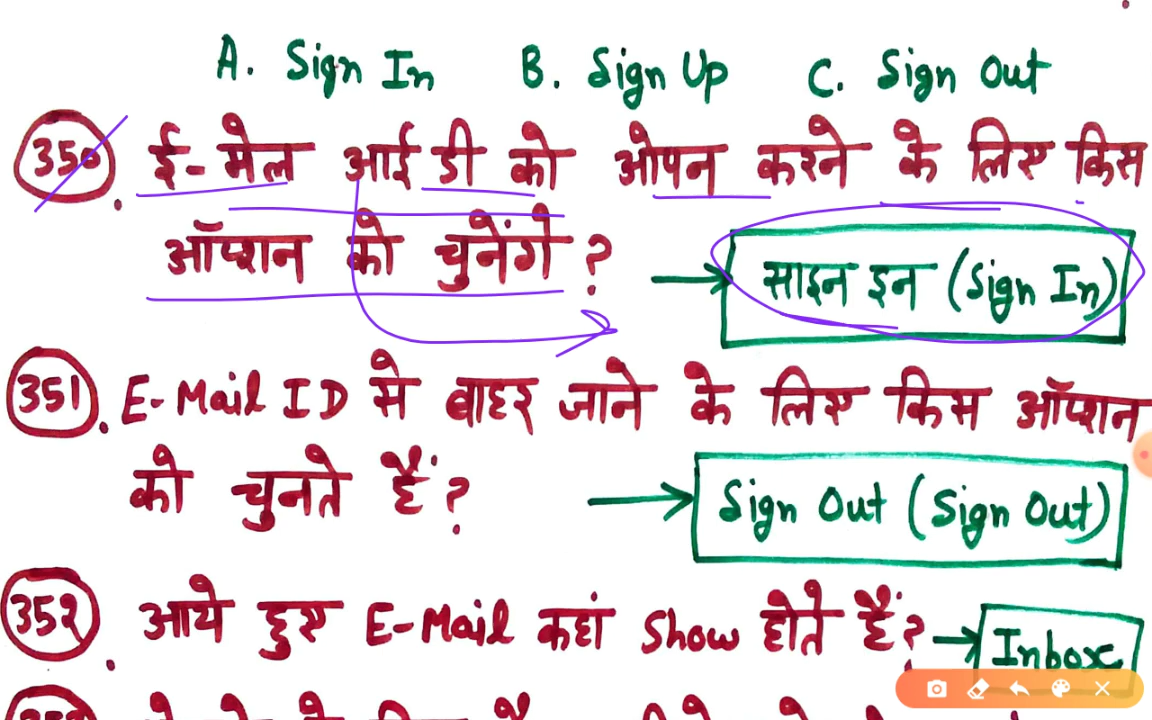 A. Sign In B. Sign Up C. Sign Out
350. ई-मेल आई डी को ओपन करने के लिए किस
ऑप्शन को चुनेंगे ? → साइन इन (Sign In)
351. E-Mail ID से बाहर जाने के लिए किस ऑप्शन
को चुनते हैं ? → Sign Out (Sign Out)
352. आये हुए E-Mail कहां Show होते हैं ? → Inbox